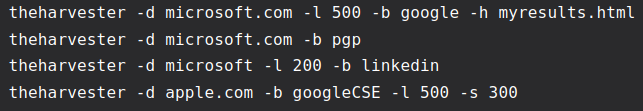 theharvester -d microsoft.com -l 500 -b google -h myresults.html
theharvester -d microsoft.com -b pgp
theharvester -d microsoft -l 200 -b linkedin
theharvester -d apple.com -b googleCSE -l 500 -s 300